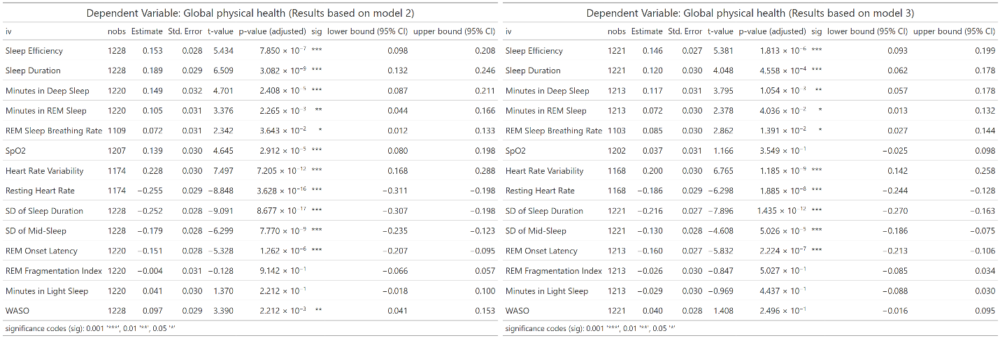 Dependent Variable: Global physical health (Results based on model 2)
iv nobs Estimate Std. Error t-value p-value (adjusted) sig lower bound (95% CI) upper bound (95% CI)
Sleep Efficiency 1228 0.153 0.028 5.434 7.850 × 10⁻⁷ *** 0.098 0.208
Sleep Duration 1228 0.189 0.029 6.509 3.082 × 10⁻⁹ *** 0.132 0.246
Minutes in Deep Sleep 1220 0.149 0.032 4.701 2.408 × 10⁻⁵ *** 0.087 0.211
Minutes in REM Sleep 1220 0.105 0.031 3.376 2.265 × 10⁻³ ** 0.044 0.166
REM Sleep Breathing Rate 1109 0.072 0.031 2.342 3.643 × 10⁻² * 0.012 0.133
SpO2 1207 0.139 0.030 4.645 2.912 × 10⁻⁵ *** 0.080 0.198
Heart Rate Variability 1174 0.228 0.030 7.497 7.205 × 10⁻¹² *** 0.168 0.288
Resting Heart Rate 1174 −0.255 0.029 −8.848 3.628 × 10⁻¹⁶ *** −0.311 −0.198
SD of Sleep Duration 1228 −0.252 0.028 −9.091 8.677 × 10⁻¹⁷ *** −0.307 −0.198
SD of Mid-Sleep 1228 −0.179 0.028 −6.299 7.770 × 10⁻⁹ *** −0.235 −0.123
REM Onset Latency 1220 −0.151 0.028 −5.328 1.262 × 10⁻⁶ *** −0.207 −0.095
REM Fragmentation Index 1220 −0.004 0.031 −0.128 9.142 × 10⁻¹ −0.066 0.057
Minutes in Light Sleep 1220 0.041 0.030 1.370 2.212 × 10⁻¹ −0.018 0.100
WASO 1228 0.097 0.029 3.390 2.212 × 10⁻³ ** 0.041 0.153
significance codes (sig): 0.001 '***', 0.01 '**', 0.05 '*'
Dependent Variable: Global physical health (Results based on model 3)
iv nobs Estimate Std. Error t-value p-value (adjusted) sig lower bound (95% CI) upper bound (95% CI)
Sleep Efficiency 1221 0.146 0.027 5.381 1.813 × 10⁻⁶ *** 0.093 0.199
Sleep Duration 1221 0.120 0.030 4.048 4.558 × 10⁻⁴ *** 0.062 0.178
Minutes in Deep Sleep 1213 0.117 0.031 3.795 1.054 × 10⁻³ ** 0.057 0.178
Minutes in REM Sleep 1213 0.072 0.030 2.378 4.036 × 10⁻² * 0.013 0.132
REM Sleep Breathing Rate 1103 0.085 0.030 2.862 1.391 × 10⁻² * 0.027 0.144
SpO2 1202 0.037 0.031 1.166 3.549 × 10⁻¹ −0.025 0.098
Heart Rate Variability 1168 0.200 0.030 6.765 1.185 × 10⁻⁹ *** 0.142 0.258
Resting Heart Rate 1168 −0.186 0.029 −6.298 1.885 × 10⁻⁸ *** −0.244 −0.128
SD of Sleep Duration 1221 −0.216 0.027 −7.896 1.435 × 10⁻¹² *** −0.270 −0.163
SD of Mid-Sleep 1221 −0.130 0.028 −4.608 5.026 × 10⁻⁵ *** −0.186 −0.075
REM Onset Latency 1213 −0.160 0.027 −5.832 2.224 × 10⁻⁷ *** −0.213 −0.106
REM Fragmentation Index 1213 −0.026 0.030 −0.847 5.027 × 10⁻¹ −0.085 0.034
Minutes in Light Sleep 1213 −0.029 0.030 −0.969 4.437 × 10⁻¹ −0.088 0.030
WASO 1221 0.040 0.028 1.408 2.496 × 10⁻¹ −0.016 0.095
significance codes (sig): 0.001 '***', 0.01 '**', 0.05 '*'